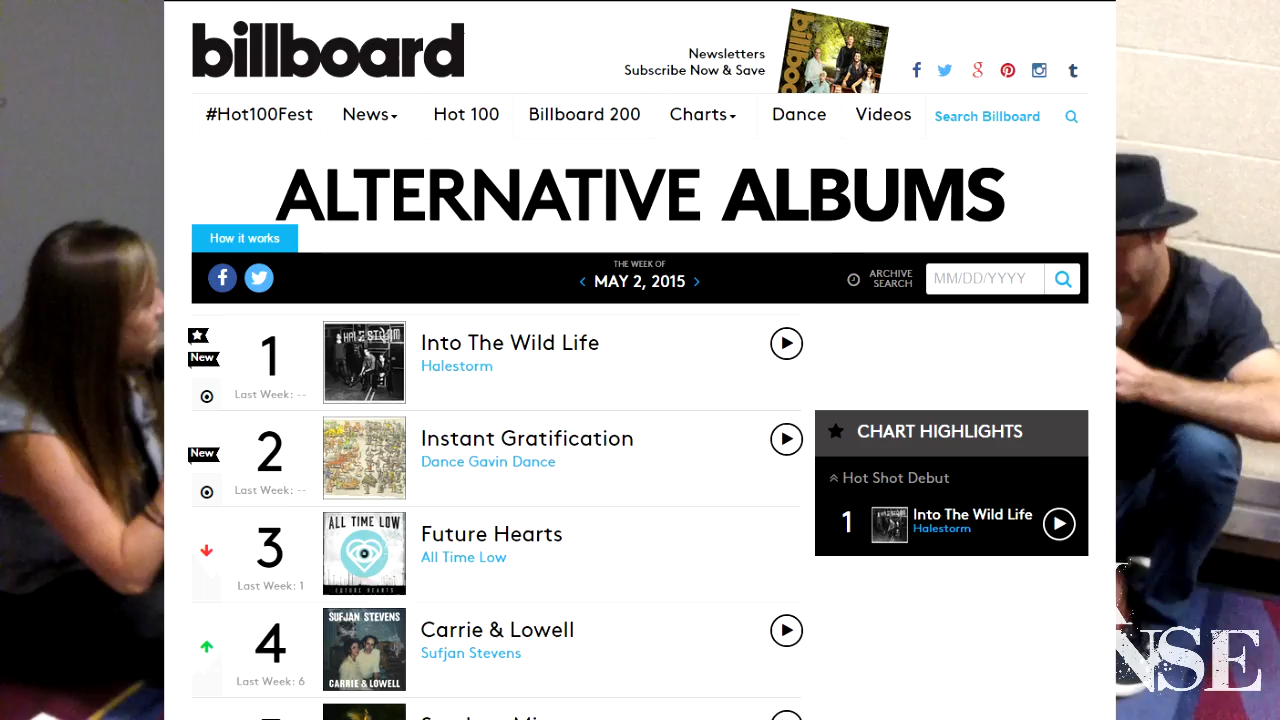 billboard
Newsletters
Subscribe Now & Save
billbo
#Hot100Fest News Hot 100 Billboard 200 Charts Dance Videos Search Billboard
ALTERNATIVE ALBUMS
How it works
THE WEEK OF
MAY 2, 2015
ARCHIVE
SEARCH
MM/DD/YYYY
New
1
Last Week: --
HALESTORM
Into The Wild Life
Halestorm
New
2
Last Week: --
Instant Gratification
Dance Gavin Dance
3
Last Week: 1
ALL TIME LOW
FUTURE HEARTS
Future Hearts
All Time Low
4
Last Week: 6
SUFJAN STEVENS
CARRIE & LOWELL
Carrie & Lowell
Sufjan Stevens
CHART HIGHLIGHTS
Hot Shot Debut
1
Into The Wild Life
Halestorm
NSE